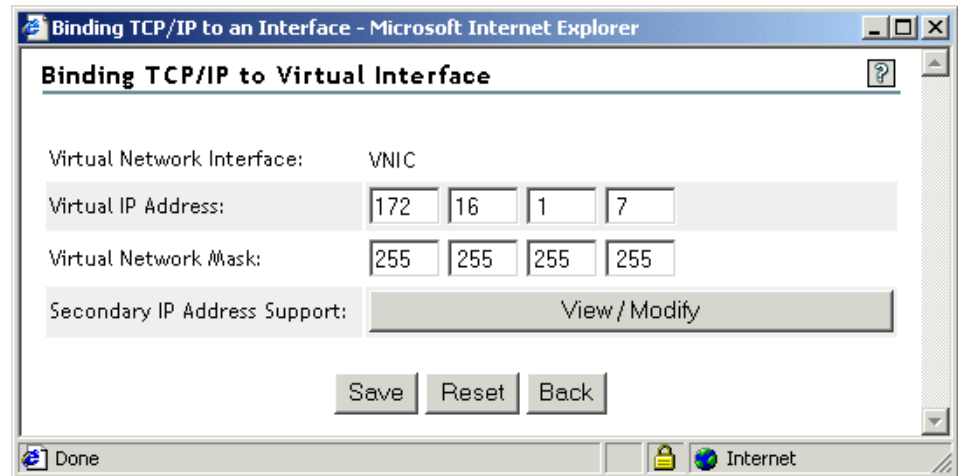 Binding TCP/IP to an Interface - Microsoft Internet Explorer
Binding TCP/IP to Virtual Interface ?
Virtual Network Interface: VNIC
Virtual IP Address: 172 16 1 7
Virtual Network Mask: 255 255 255 255
Secondary IP Address Support: View / Modify
Save Reset Back
Done Internet